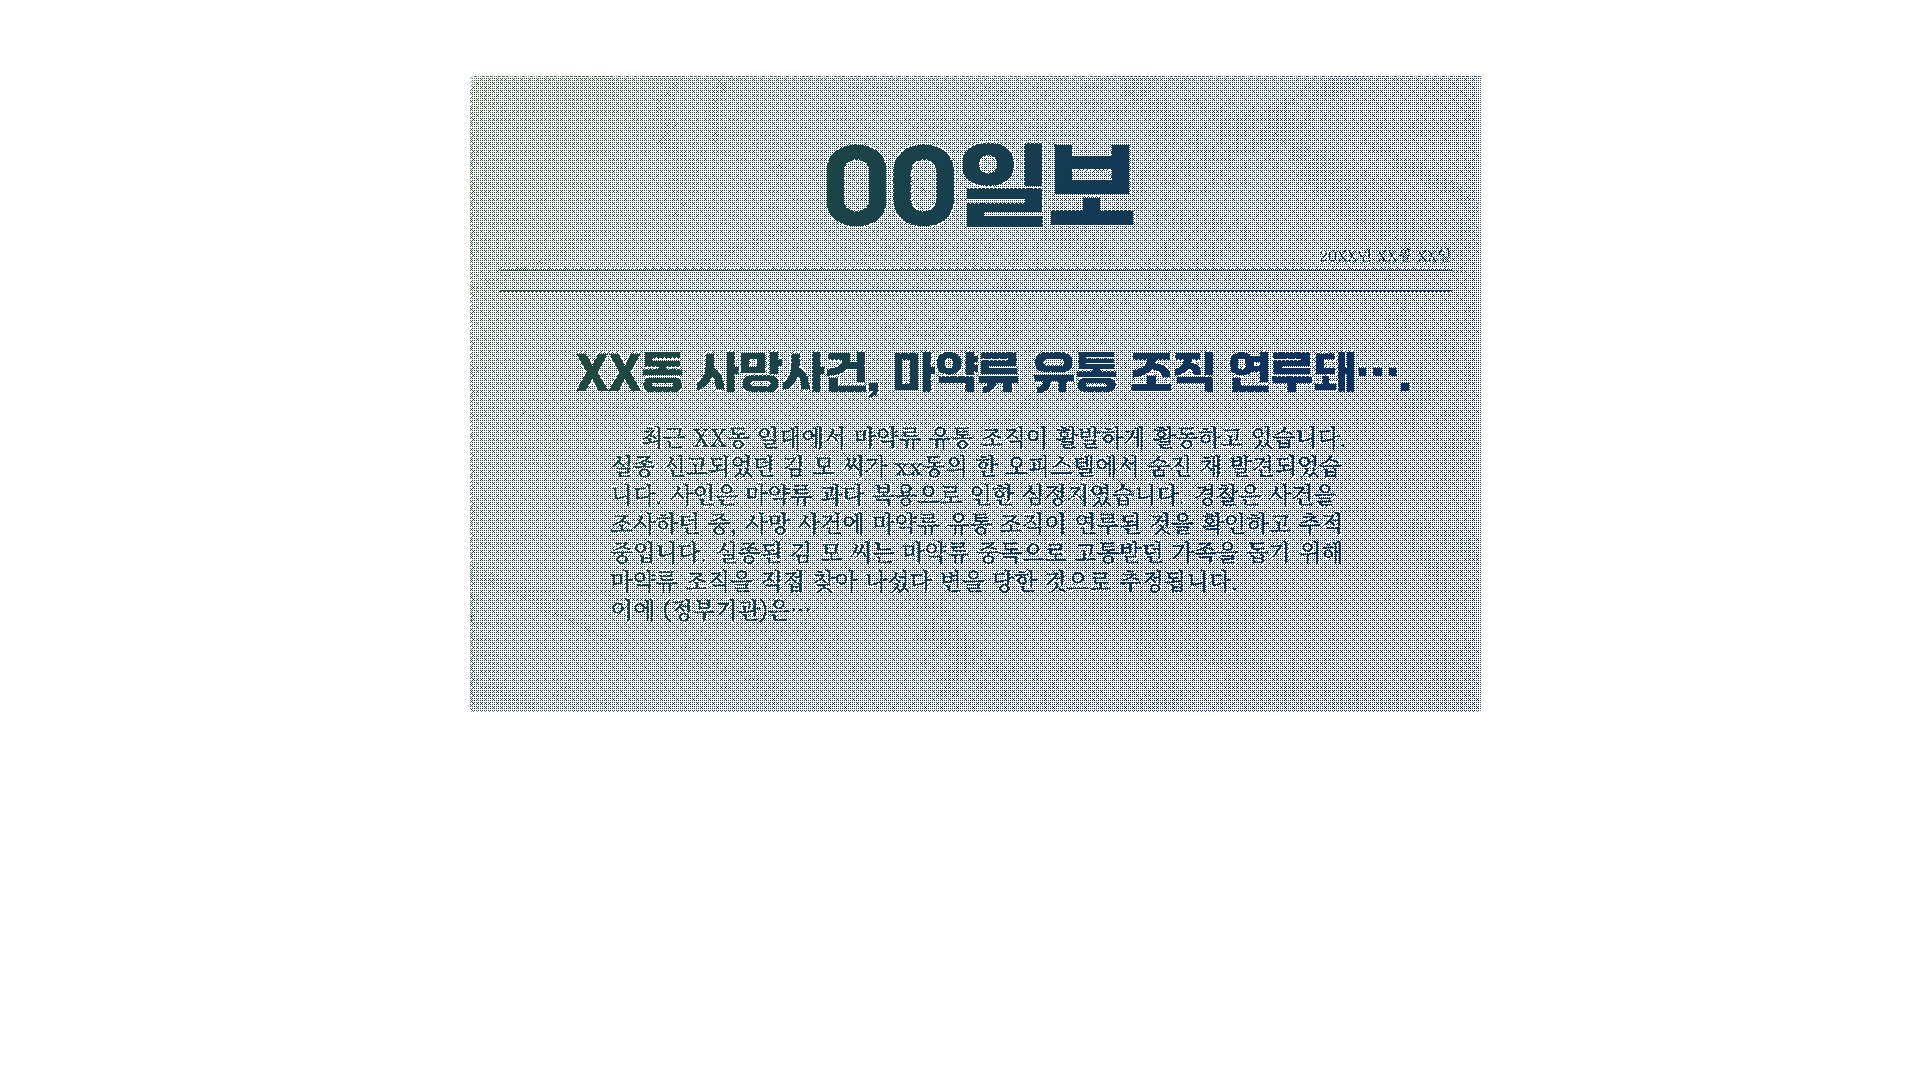 00일보
20XX년 XX월 XX일
XX동 사망사건, 마약류 유통 조직 연루돼….
최근 XX동 일대에서 마약류 유통 조직이 활발하게 활동하고 있습니다.
실종 신고되었던 김 모 씨가 xx동의 한 오피스텔에서 숨진 채 발견되었습
니다. 사인은 마약류 과다 복용으로 인한 심정지였습니다. 경찰은 사건을
조사하던 중, 사망 사건에 마약류 유통 조직이 연루된 것을 확인하고 추적
중입니다. 실종된 김 모 씨는 마약류 중독으로 고통받던 가족을 돕기 위해
마약류 조직을 직접 찾아 나섰다 변을 당한 것으로 추정됩니다.
이에 (정부기관)은…